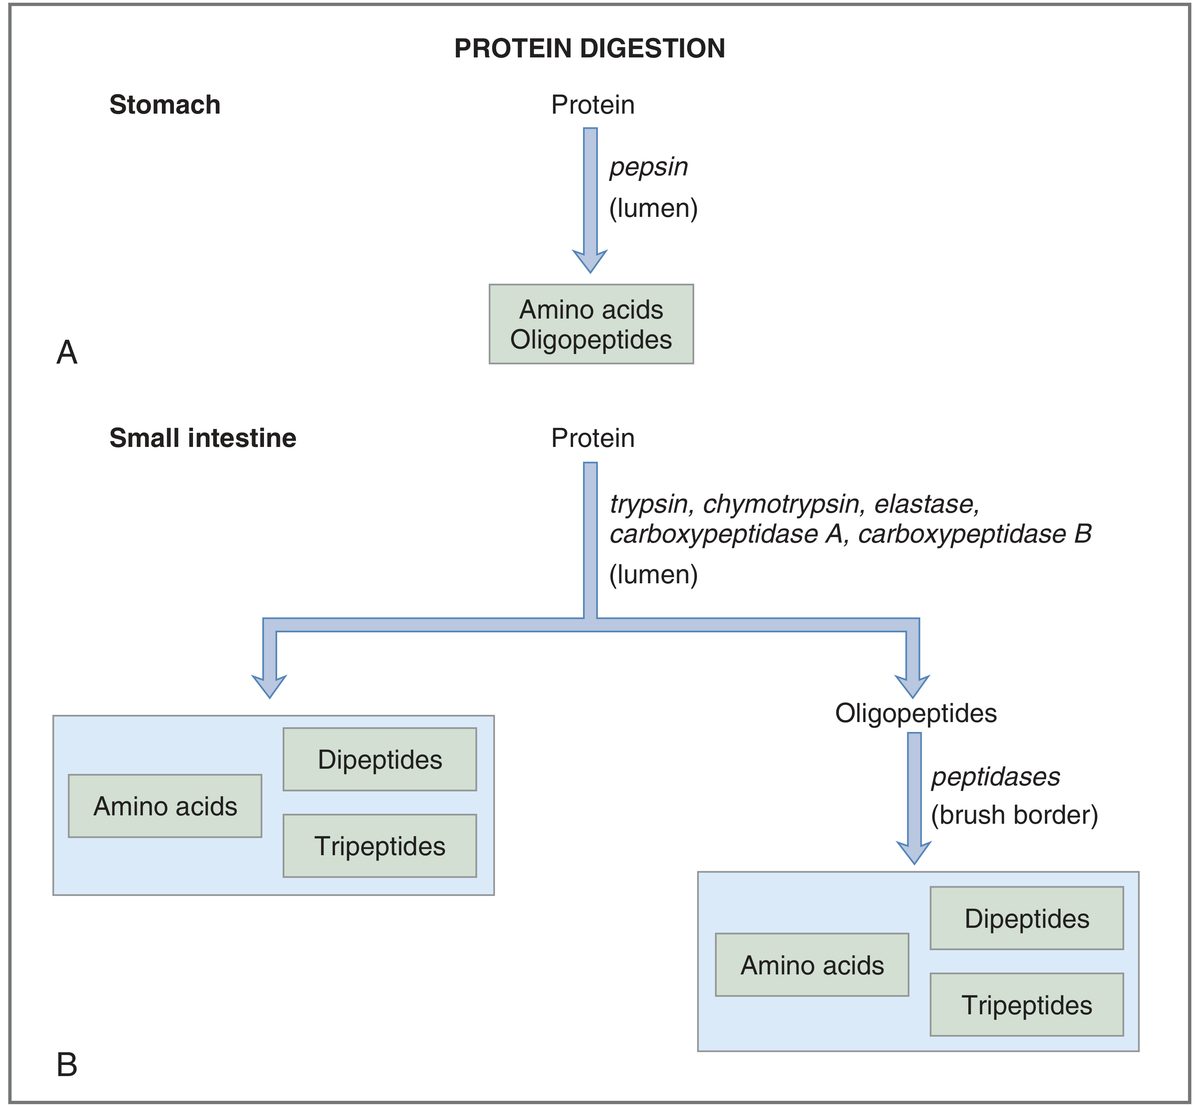 PROTEIN DIGESTION
Stomach
Protein
pepsin
(lumen)
Amino acids
Oligopeptides
A
Small intestine
Protein
trypsin, chymotrypsin, elastase,
carboxypeptidase A, carboxypeptidase B
(lumen)
Amino acids
Dipeptides
Tripeptides
Oligopeptides
peptidases
(brush border)
Amino acids
Dipeptides
Tripeptides
B